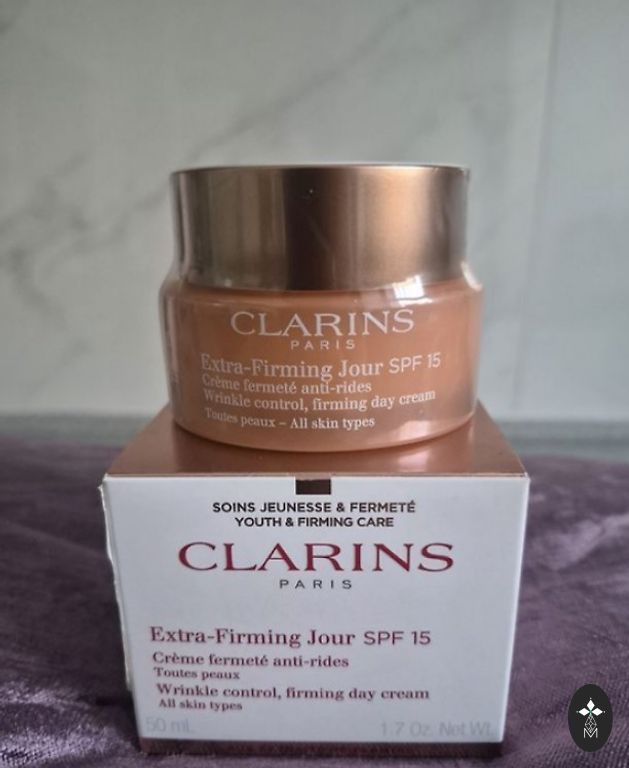 CLARINS
PARIS
Extra-Firming Jour SPF 15
Crème fermeté anti-rides
Wrinkle control, firming day cream
Toutes peaux – All skin types
SOINS JEUNESSE & FERMETÉ
YOUTH & FIRMING CARE
CLARINS
PARIS
Extra-Firming Jour SPF 15
Crème fermeté anti-rides
Toutes peaux
Wrinkle control, firming day cream
All skin types
50 mL 1.7 Oz. Net Wt.
M